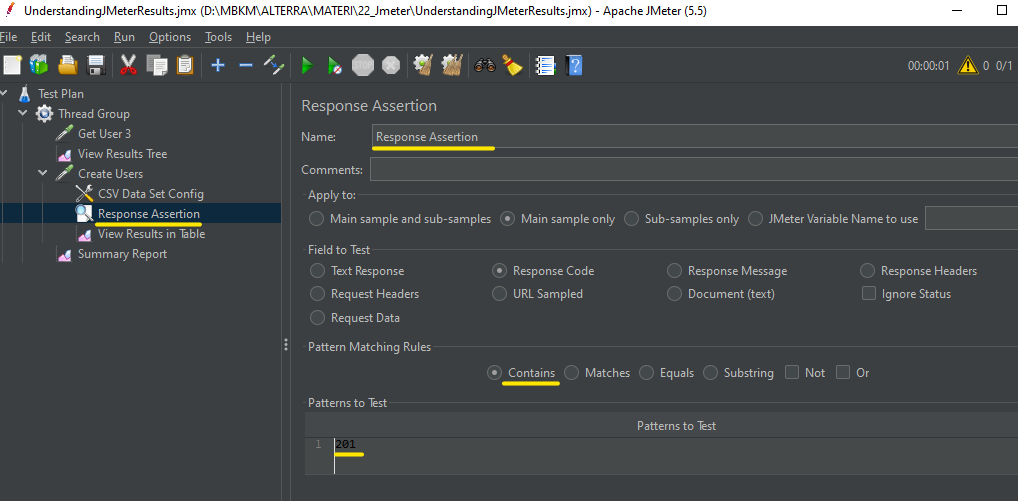 UnderstandingJMeterResults.jmx (D:\MBKM\ALTERRA\MATERI\22_Jmeter\UnderstandingJMeterResults.jmx) - Apache JMeter (5.5)
File Edit Search Run Options Tools Help
STOP
00:00:01 0 0/1
Test Plan
Thread Group
Get User 3
View Results Tree
Create Users
CSV Data Set Config
Response Assertion
View Results in Table
Summary Report
Response Assertion
Name: Response Assertion
Comments:
Apply to:
Main sample and sub-samples Main sample only Sub-samples only JMeter Variable Name to use
Field to Test
Text Response Response Code Response Message Response Headers
Request Headers URL Sampled Document (text) Ignore Status
Request Data
Pattern Matching Rules
Contains Matches Equals Substring Not Or
Patterns to Test
Patterns to Test
1 201